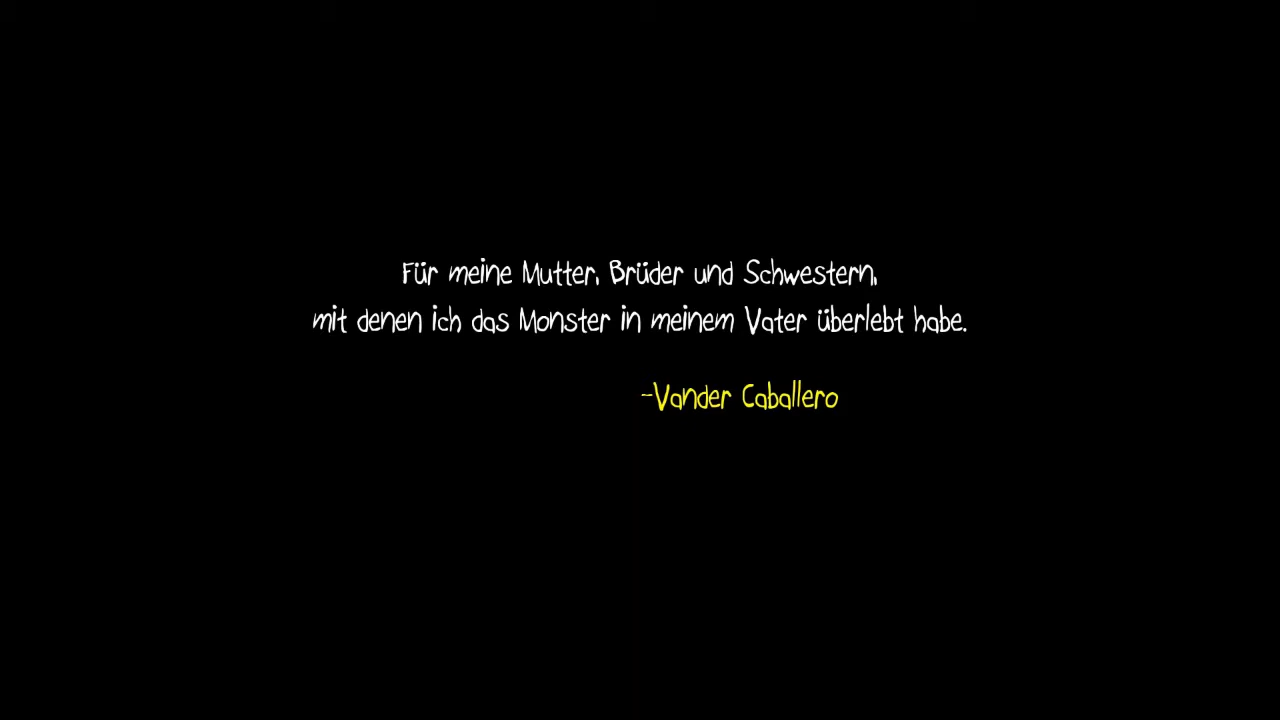 Für meine Mutter, Brüder und Schwestern,
mit denen ich das Monster in meinem Vater überlebt habe.
-Vander Caballero